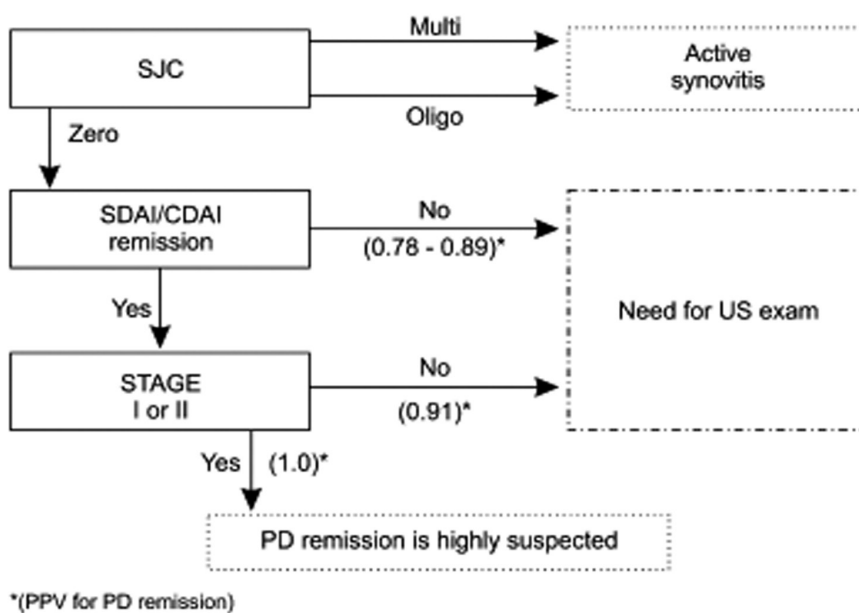 SJC
Multi
Oligo
Active
synovitis
Zero
SDAI/CDAI
remission
No
(0.78 - 0.89)*
Need for US exam
Yes
STAGE
I or II
No
(0.91)*
Yes (1.0)*
PD remission is highly suspected
*(PPV for PD remission)